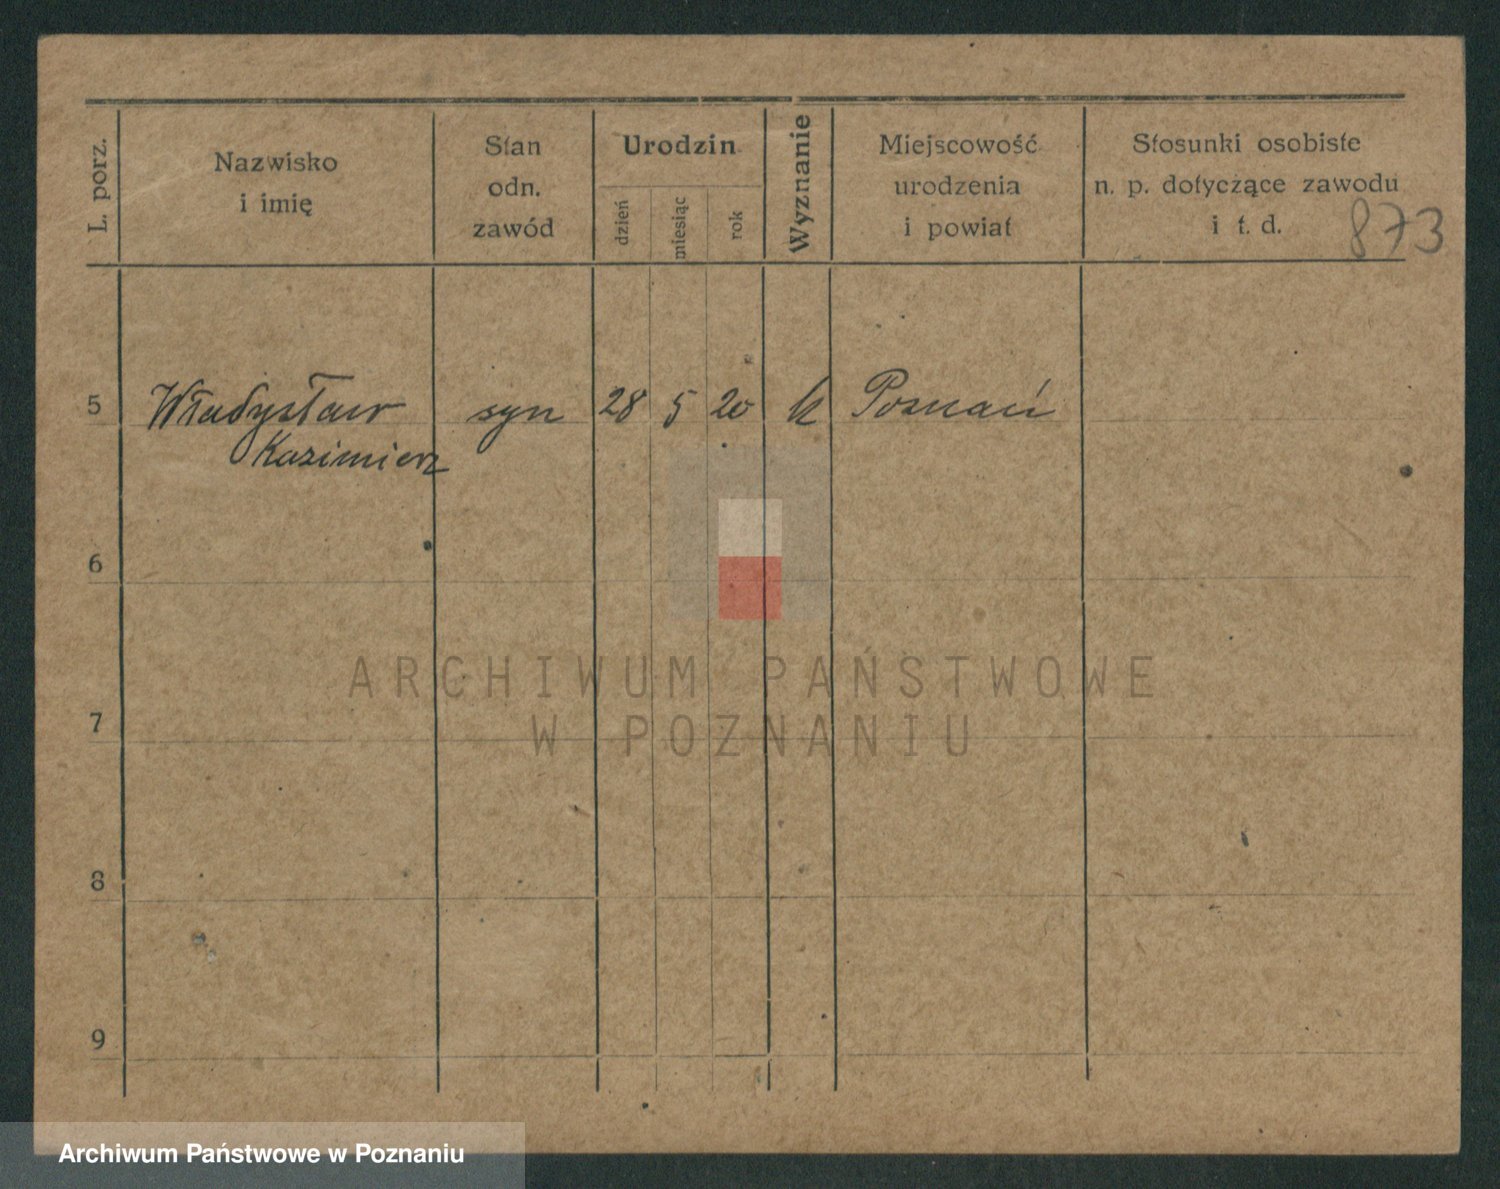 L. porz.
Nazwisko
i imię
Stan
odn.
zawód
Urodzin
dzień
miesiąc
rok
Wyznanie
Miejscowość
urodzenia
i powiat
Stosunki osobiste
n. p. dotyczące zawodu
i t. d.
873
5 Władysław syn 28 5 20 k Poznań
Kazimierz
6
7
8
9
ARCHIWUM PAŃSTWOWE
W POZNANIU
Archiwum Państwowe w Poznaniu